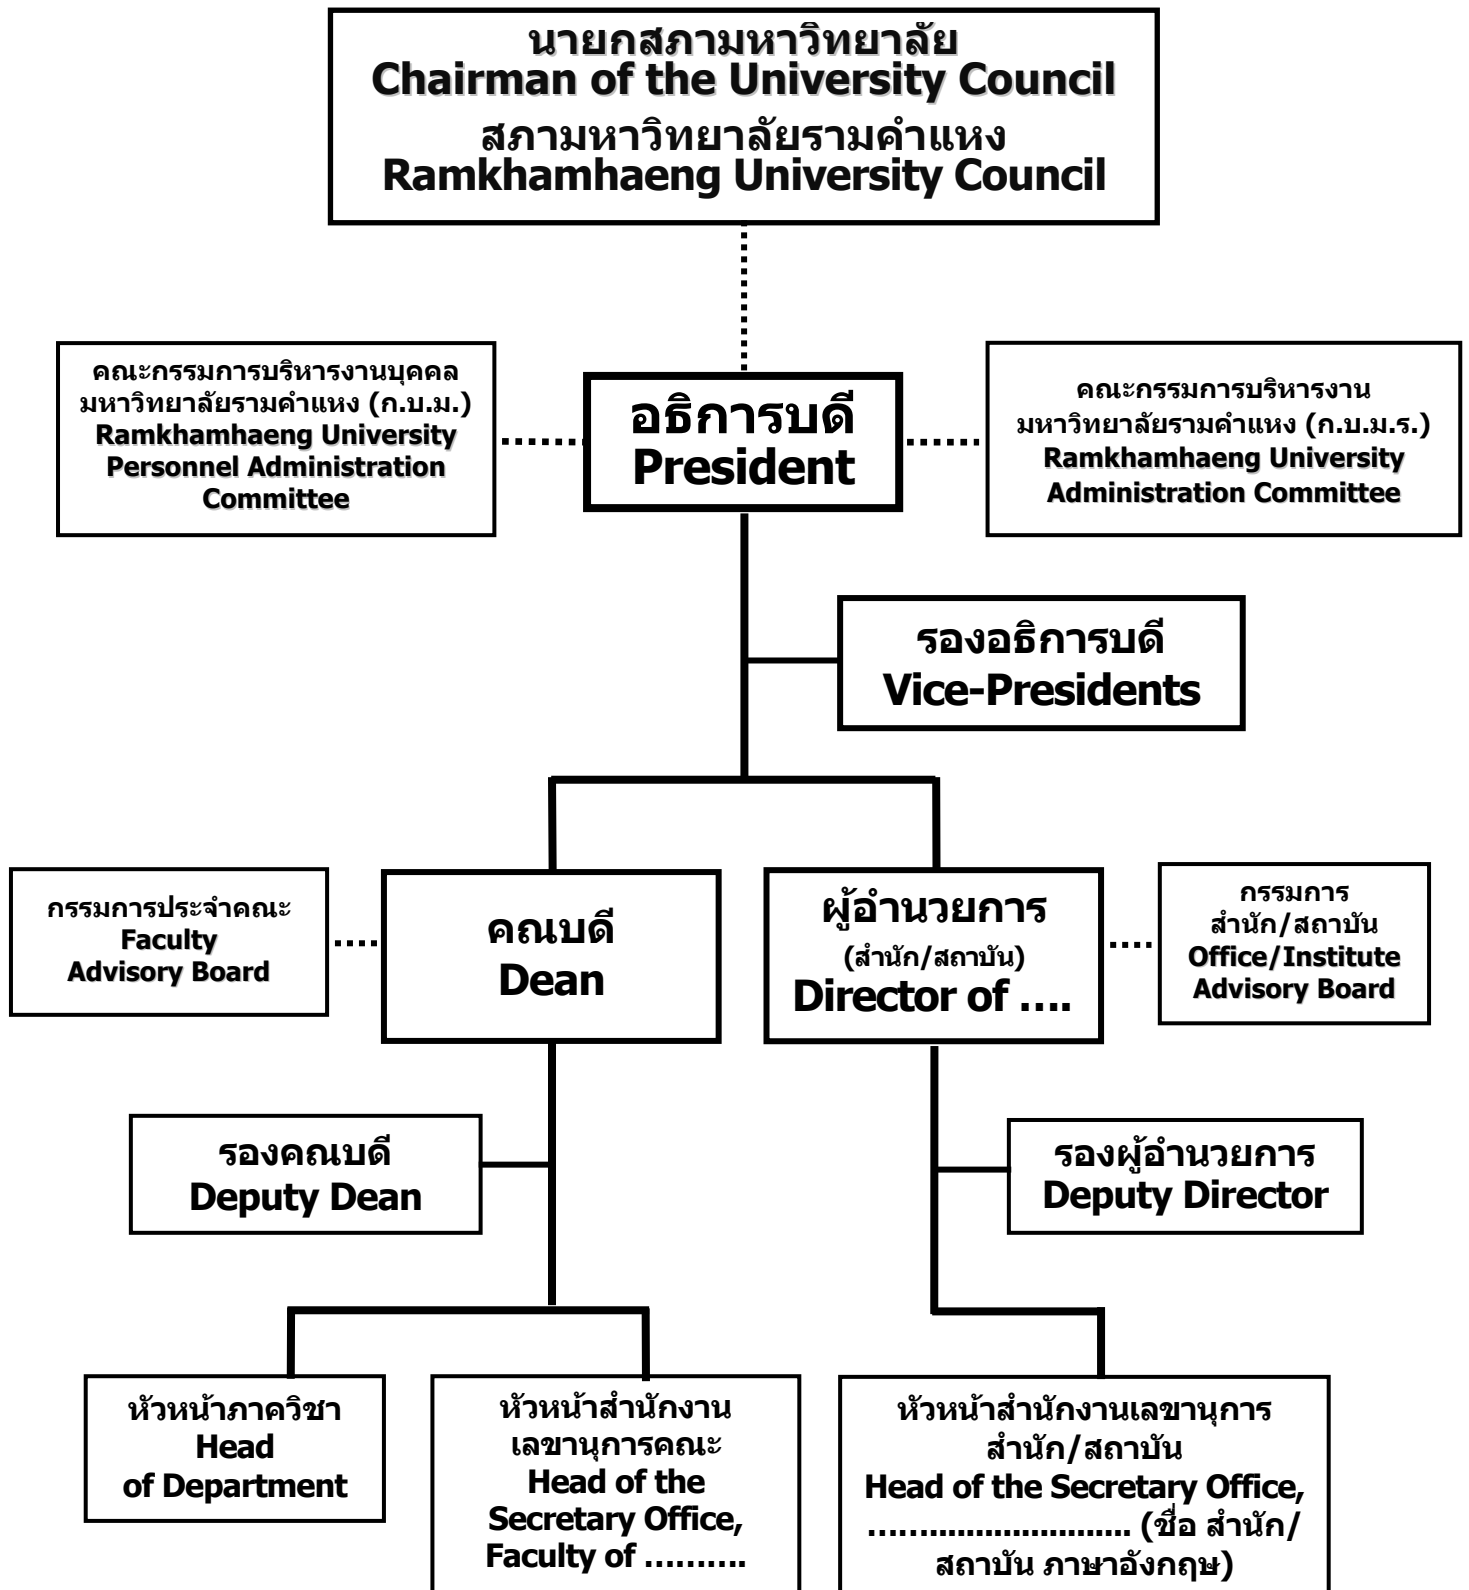 นายกสภามหาวิทยาลัย
Chairman of the University Council
สภามหาวิทยาลัยรามคำแหง
Ramkhamhaeng University Council
คณะกรรมการบริหารงานบุคคล
มหาวิทยาลัยรามคำแหง (ก.บ.ม.)
Ramkhamhaeng University
Personnel Administration
Committee
อธิการบดี
President
คณะกรรมการบริหารงาน
มหาวิทยาลัยรามคำแหง (ก.บ.ม.ร.)
Ramkhamhaeng University
Administration Committee
รองอธิการบดี
Vice-Presidents
กรรมการประจำคณะ
Faculty
Advisory Board
คณบดี
Dean
ผู้อำนวยการ
(สำนัก/สถาบัน)
Director of ....
กรรมการ
สำนัก/สถาบัน
Office/Institute
Advisory Board
รองคณบดี
Deputy Dean
รองผู้อำนวยการ
Deputy Director
หัวหน้าภาควิชา
Head
of Department
หัวหน้าสำนักงาน
เลขานุการคณะ
Head of the
Secretary Office,
Faculty of ..........
หัวหน้าสำนักงานเลขานุการ
สำนัก/สถาบัน
Head of the Secretary Office,
............................ (ชื่อ สำนัก/
สถาบัน ภาษาอังกฤษ)